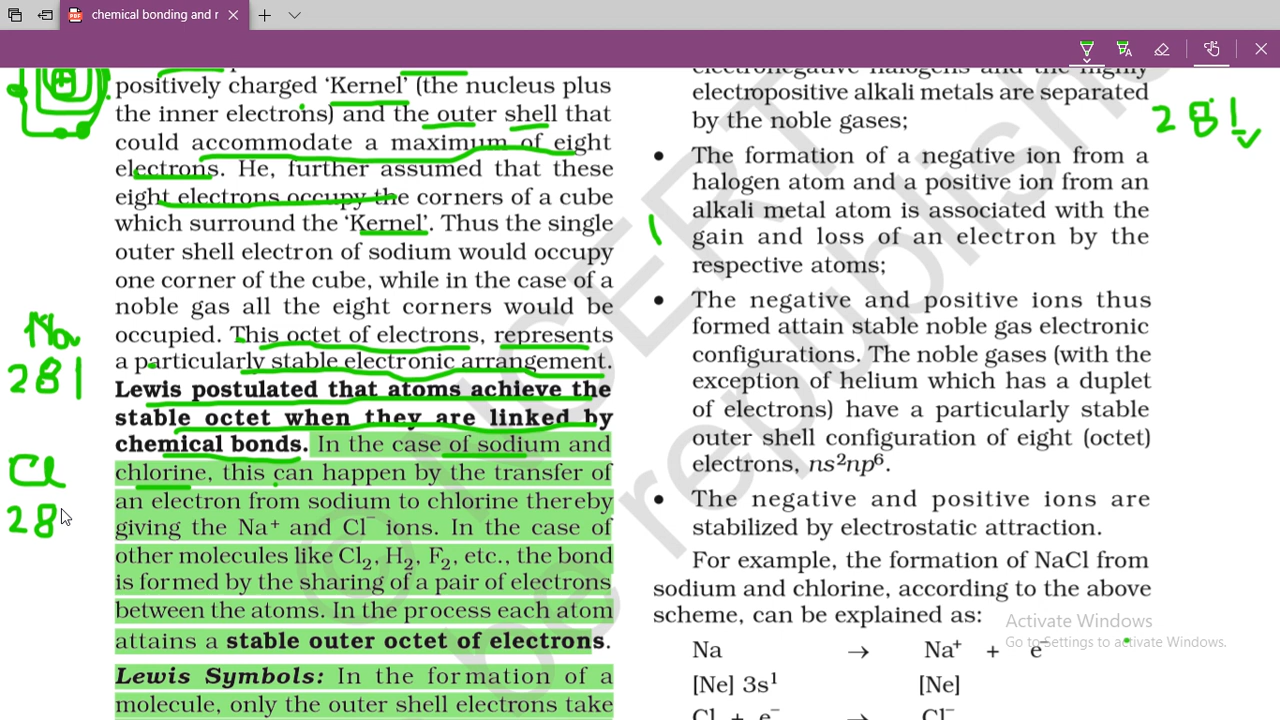 chemical bonding and r
positively charged ‘Kernel’ (the nucleus plus
the inner electrons) and the outer shell that
could accommodate a maximum of eight
electrons. He, further assumed that these
eight electrons occupy the corners of a cube
which surround the ‘Kernel’. Thus the single
outer shell electron of sodium would occupy
one corner of the cube, while in the case of a
noble gas all the eight corners would be
occupied. This octet of electrons, represents
a particularly stable electronic arrangement.
Lewis postulated that atoms achieve the
stable octet when they are linked by
chemical bonds. In the case of sodium and
chlorine, this can happen by the transfer of
an electron from sodium to chlorine thereby
giving the Na⁺ and Cl⁻ ions. In the case of
other molecules like Cl₂, H₂, F₂, etc., the bond
is formed by the sharing of a pair of electrons
between the atoms. In the process each atom
attains a stable outer octet of electrons.
Lewis Symbols: In the formation of a
molecule, only the outer shell electrons take
Na
2 8 1
Cl
2 8
electronegative halogens and the highly
electropositive alkali metals are separated
by the noble gases;
2 8 1
• The formation of a negative ion from a
halogen atom and a positive ion from an
alkali metal atom is associated with the
gain and loss of an electron by the
respective atoms;
• The negative and positive ions thus
formed attain stable noble gas electronic
configurations. The noble gases (with the
exception of helium which has a duplet
of electrons) have a particularly stable
outer shell configuration of eight (octet)
electrons, ns²np⁶.
• The negative and positive ions are
stabilized by electrostatic attraction.
For example, the formation of NaCl from
sodium and chlorine, according to the above
scheme, can be explained as:
Na → Na⁺ + e⁻
[Ne] 3s¹ [Ne]
Cl + e⁻ → Cl⁻
© NCERT
be republished
Activate Windows
Go to Settings to activate Windows.